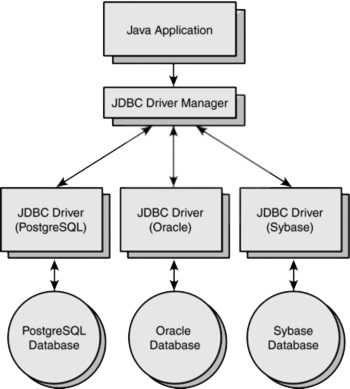 Java Application
JDBC Driver Manager
JDBC Driver
(PostgreSQL)
JDBC Driver
(Oracle)
JDBC Driver
(Sybase)
PostgreSQL
Database
Oracle
Database
Sybase
Database